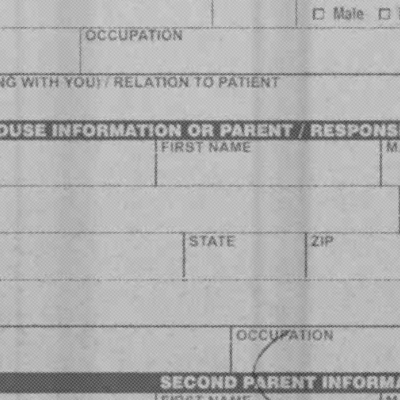 Male
OCCUPATION
NG WITH YOU) / RELATION TO PATIENT
OUSE INFORMATION OR PARENT / RESPONS
FIRST NAME M
STATE ZIP
OCCUPATION
SECOND PARENT INFORMA
FIRST NAME M